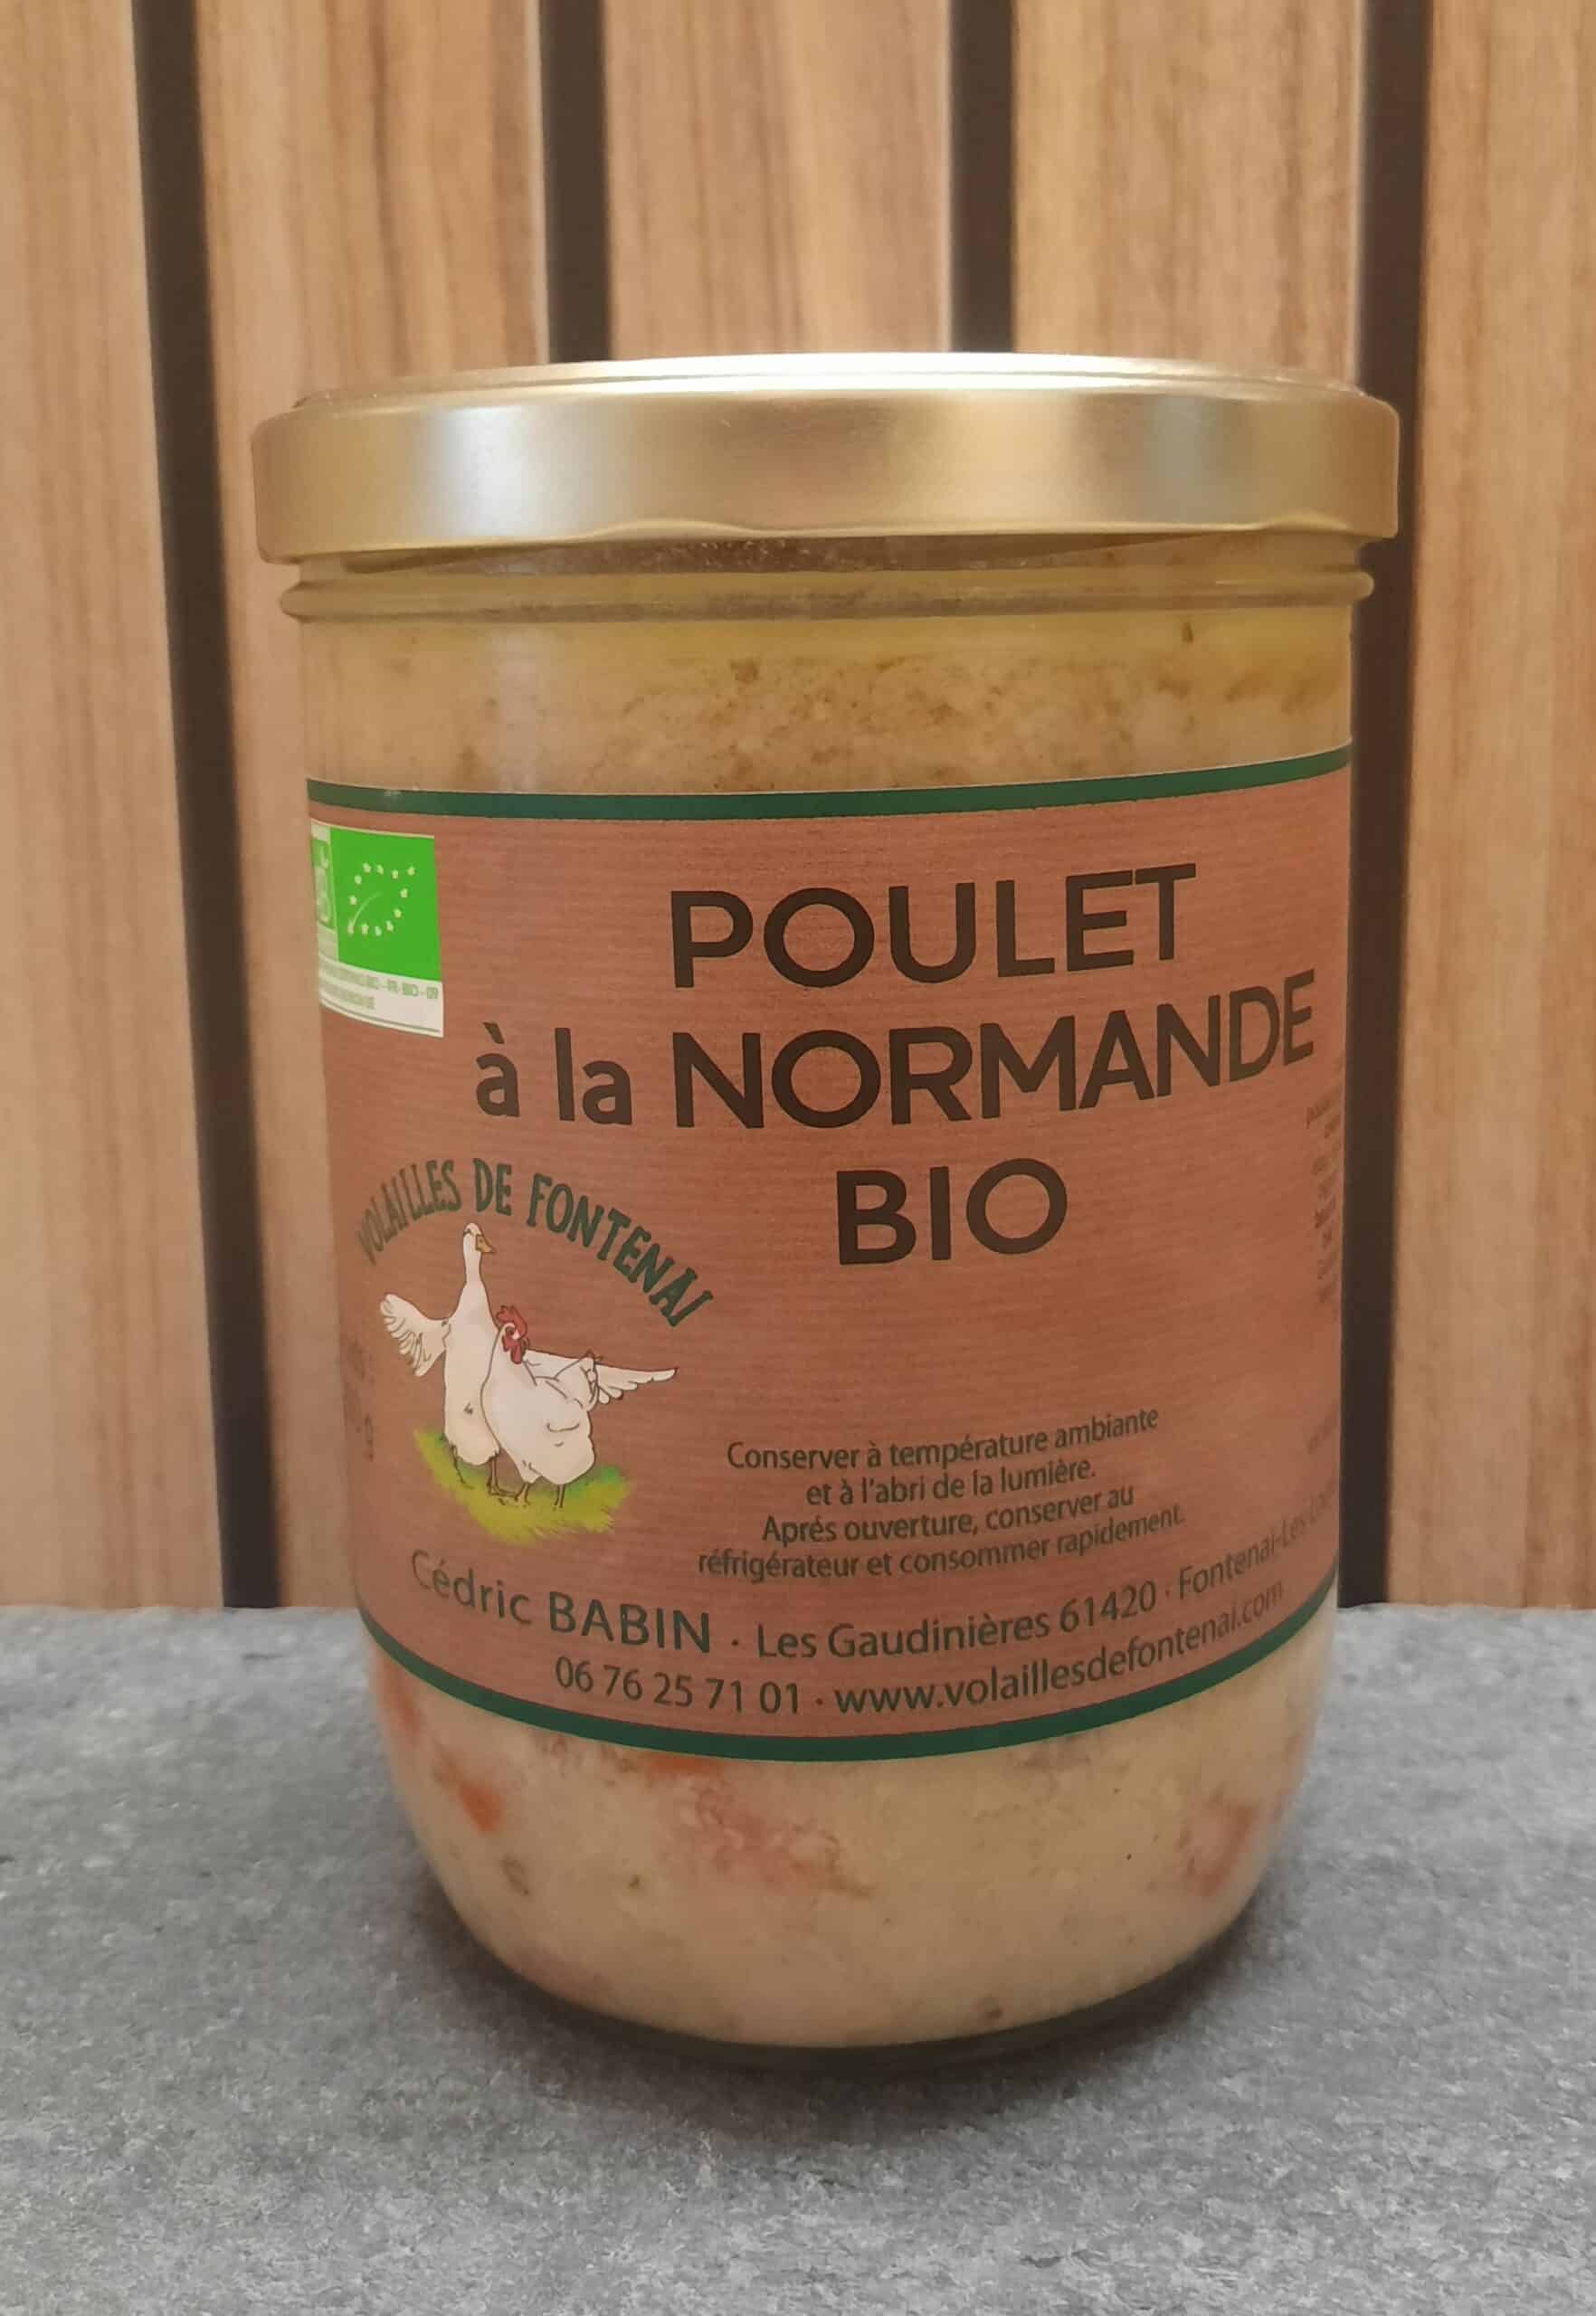 POULET
à la NORMANDE
BIO
VOLAILLES DE FONTENAI
Conserver à température ambiante
et à l'abri de la lumière.
Aprés ouverture, conserver au
réfrigérateur et consommer rapidement.
Cédric BABIN · Les Gaudinières 61420 · Fontenai-Les-
06 76 25 71 01 · www.volaillesdefontenai.com